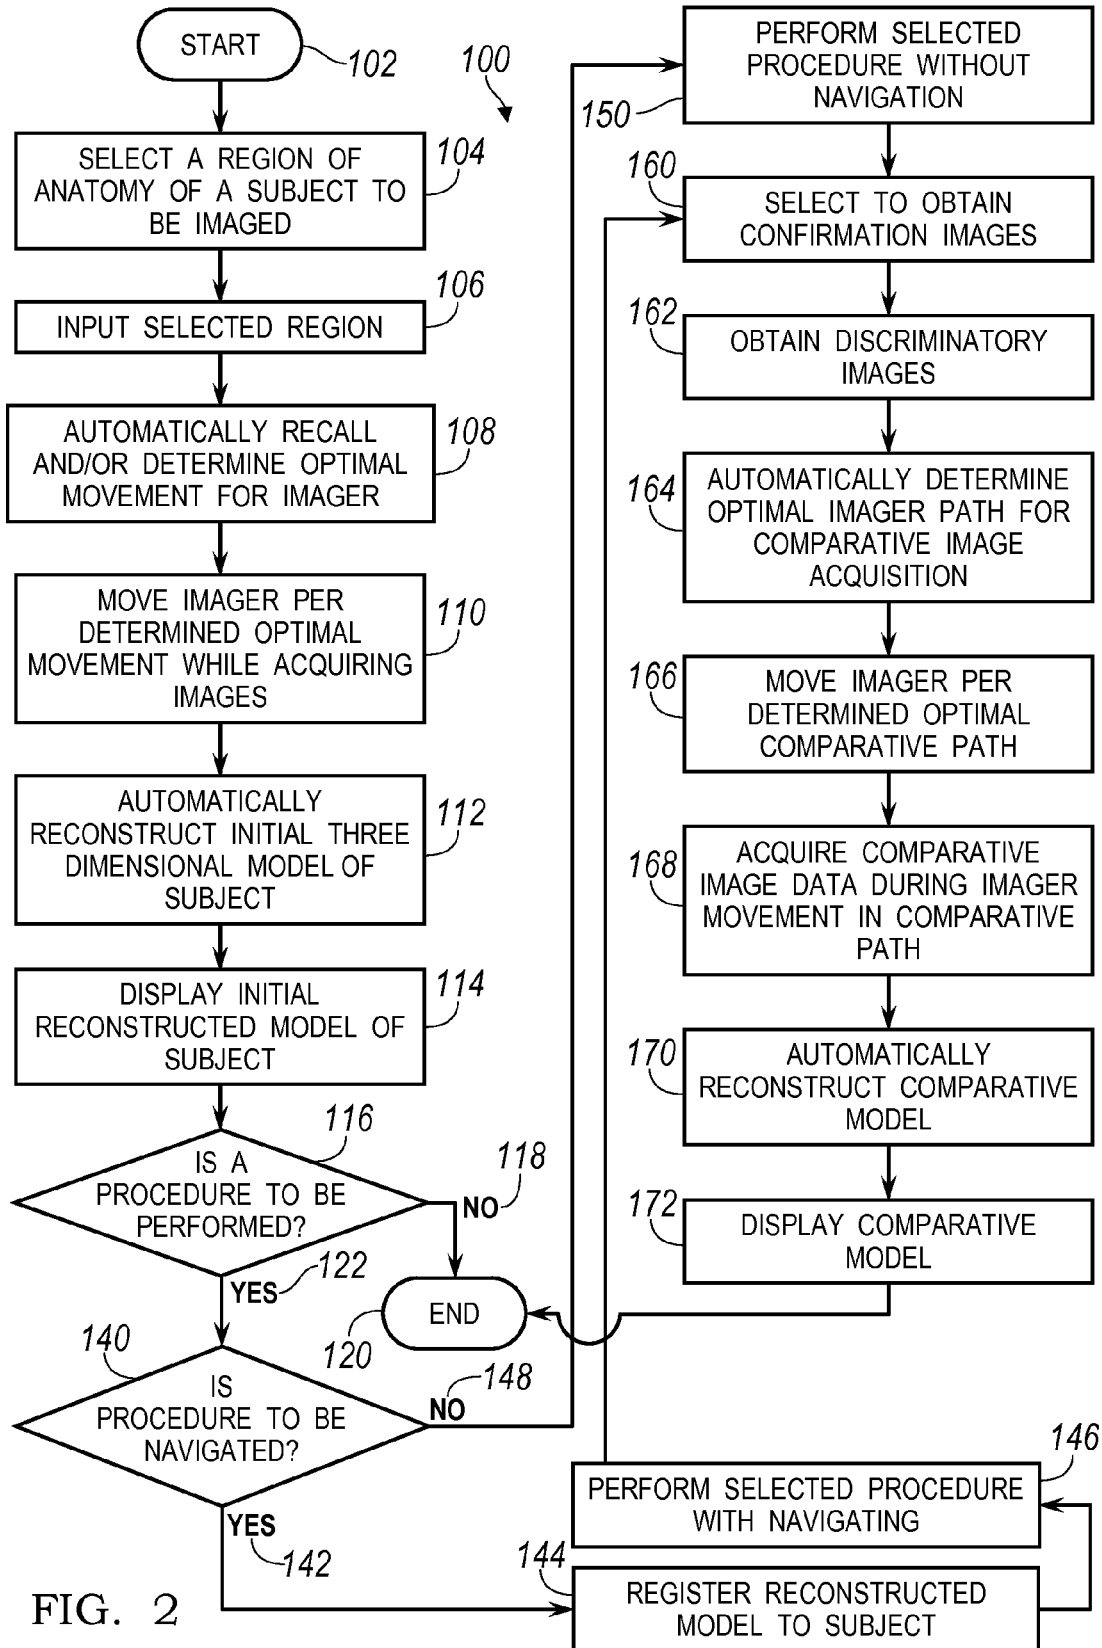 START
102
100
SELECT A REGION OF
ANATOMY OF A SUBJECT TO
BE IMAGED
104
INPUT SELECTED REGION
106
AUTOMATICALLY RECALL
AND/OR DETERMINE OPTIMAL
MOVEMENT FOR IMAGER
108
MOVE IMAGER PER
DETERMINED OPTIMAL
MOVEMENT WHILE ACQUIRING
IMAGES
110
AUTOMATICALLY
RECONSTRUCT INITIAL THREE
DIMENSIONAL MODEL OF
SUBJECT
112
DISPLAY INITIAL
RECONSTRUCTED MODEL OF
SUBJECT
114
IS A
PROCEDURE TO BE
PERFORMED?
116
NO
118
YES
122
END
120
IS
PROCEDURE TO BE
NAVIGATED?
140
NO
148
YES
142
REGISTER RECONSTRUCTED
MODEL TO SUBJECT
144
PERFORM SELECTED PROCEDURE
WITH NAVIGATING
146
PERFORM SELECTED
PROCEDURE WITHOUT
NAVIGATION
150
SELECT TO OBTAIN
CONFIRMATION IMAGES
160
OBTAIN DISCRIMINATORY
IMAGES
162
AUTOMATICALLY DETERMINE
OPTIMAL IMAGER PATH FOR
COMPARATIVE IMAGE
ACQUISITION
164
MOVE IMAGER PER
DETERMINED OPTIMAL
COMPARATIVE PATH
166
ACQUIRE COMPARATIVE
IMAGE DATA DURING IMAGER
MOVEMENT IN COMPARATIVE
PATH
168
AUTOMATICALLY
RECONSTRUCT COMPARATIVE
MODEL
170
DISPLAY COMPARATIVE
MODEL
172
FIG. 2